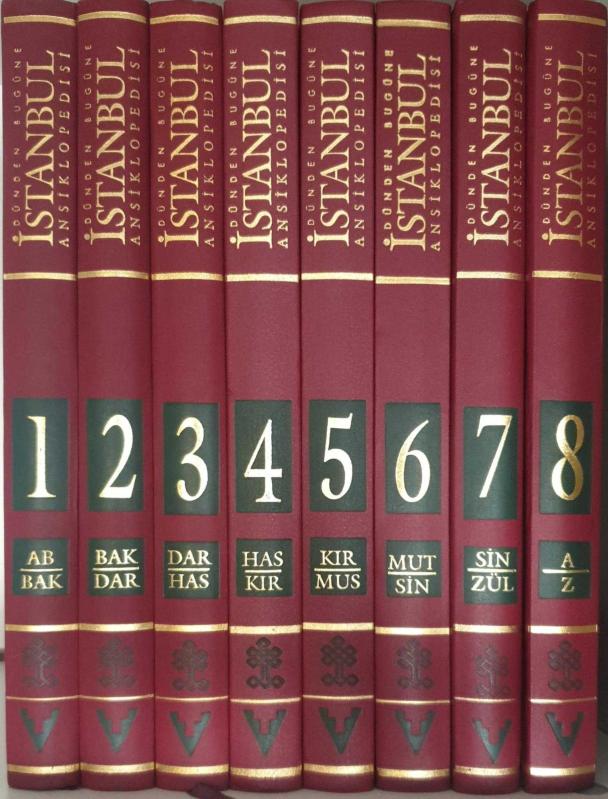 DÜNDEN BUGÜNE
İSTANBUL
ANSİKLOPEDİSİ
1
AB
BAK
DÜNDEN BUGÜNE
İSTANBUL
ANSİKLOPEDİSİ
2
BAK
DAR
DÜNDEN BUGÜNE
İSTANBUL
ANSİKLOPEDİSİ
3
DAR
HAS
DÜNDEN BUGÜNE
İSTANBUL
ANSİKLOPEDİSİ
4
HAS
KIR
DÜNDEN BUGÜNE
İSTANBUL
ANSİKLOPEDİSİ
5
KIR
MUS
DÜNDEN BUGÜNE
İSTANBUL
ANSİKLOPEDİSİ
6
MUT
SİN
DÜNDEN BUGÜNE
İSTANBUL
ANSİKLOPEDİSİ
7
SİN
ZÜL
DÜNDEN BUGÜNE
İSTANBUL
ANSİKLOPEDİSİ
8
A
Z